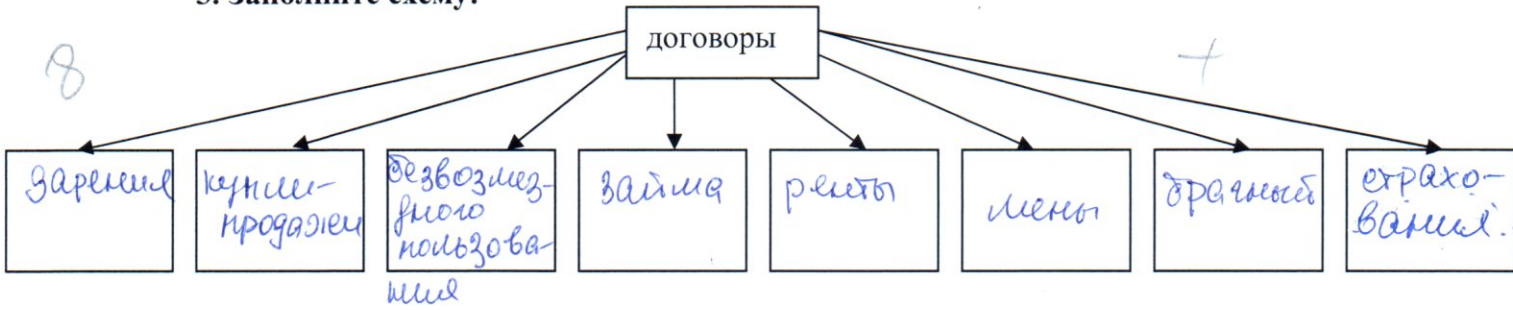 3. Заполните схему.
договоры
8
+
дарения
купли-
продажи
безвозмез-
дного
пользова-
ния
займа
ренты
мены
брачный
страхо-
вания.